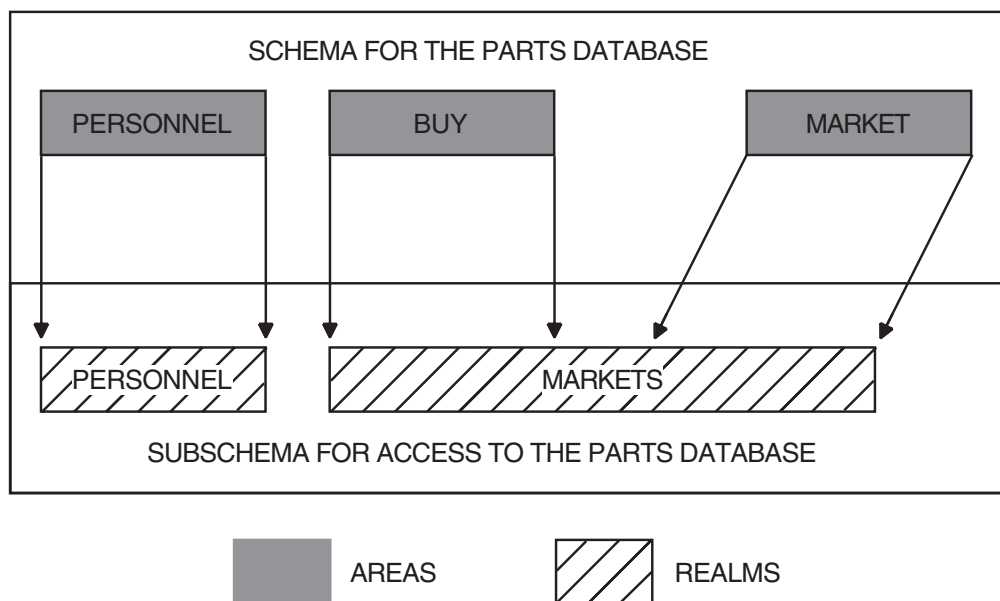 SCHEMA FOR THE PARTS DATABASE
PERSONNEL BUY MARKET
PERSONNEL MARKETS
SUBSCHEMA FOR ACCESS TO THE PARTS DATABASE
AREAS REALMS